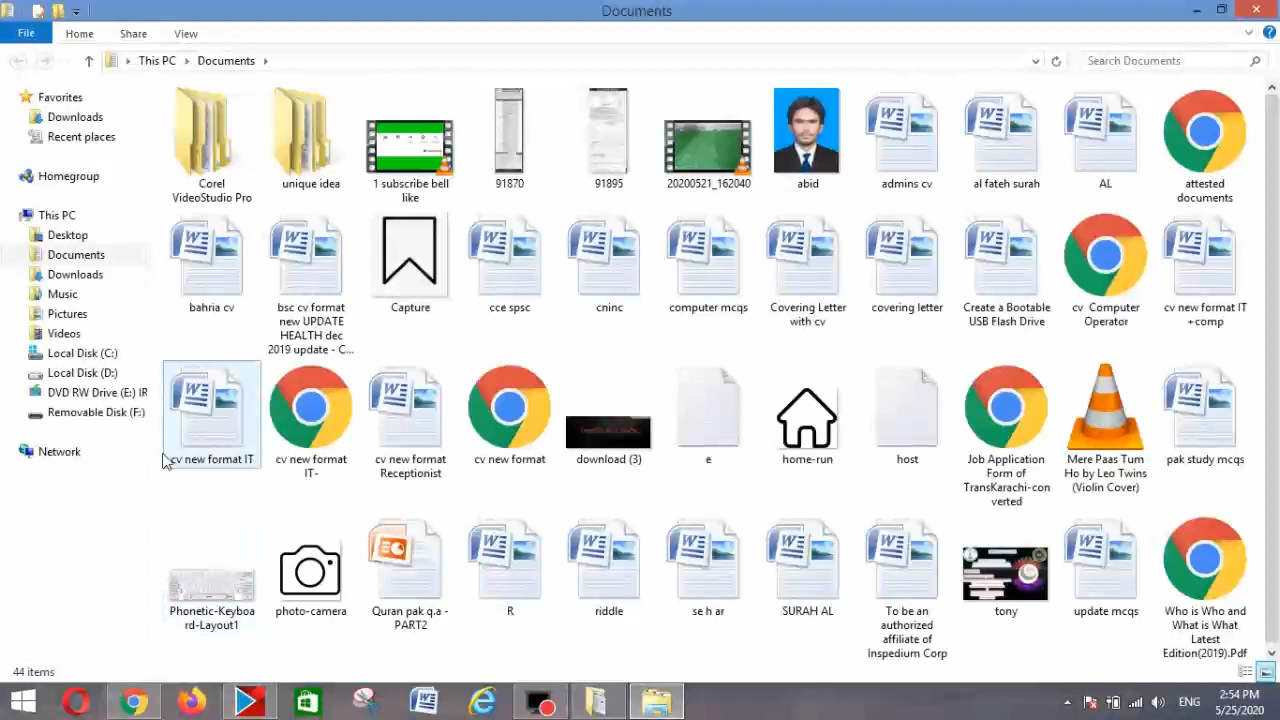 Documents
File
Home
Share
View
This PC
Documents
Search Documents
Favorites
Downloads
Recent places
Homegroup
This PC
Desktop
Documents
Downloads
Music
Pictures
Videos
Local Disk (C:)
Local Disk (D:)
DVD RW Drive (E:) IR
Removable Disk (F:)
Network
Corel
VideoStudio Pro
unique idea
1 subscribe bell
like
91870
91895
20200521_162040
abid
admins cv
al fateh surah
AL
attested
documents
bahria cv
bsc cv format
new UPDATE
HEALTH dec
2019 update - C...
Capture
cce spsc
cninc
computer mcqs
Covering Letter
with cv
covering letter
Create a Bootable
USB Flash Drive
cv Computer
Operator
cv new format IT
+comp
cv new format IT
cv new format
IT-
cv new format
Receptionist
cv new format
download (3)
e
home-run
host
Job Application
Form of
TransKarachi-con
verted
Mere Paas Tum
Ho by Leo Twins
(Violin Cover)
pak study mcqs
Phonetic-Keyboa
rd-Layout1
photo-camera
Quran pak q.a -
PART2
R
riddle
se h ar
SURAH AL
To be an
authorized
affiliate of
Inspedium Corp
tony
update mcqs
Who is Who and
What is What
Latest
Edition(2019).Pdf
44 items
ENG
2:54 PM
5/25/2020